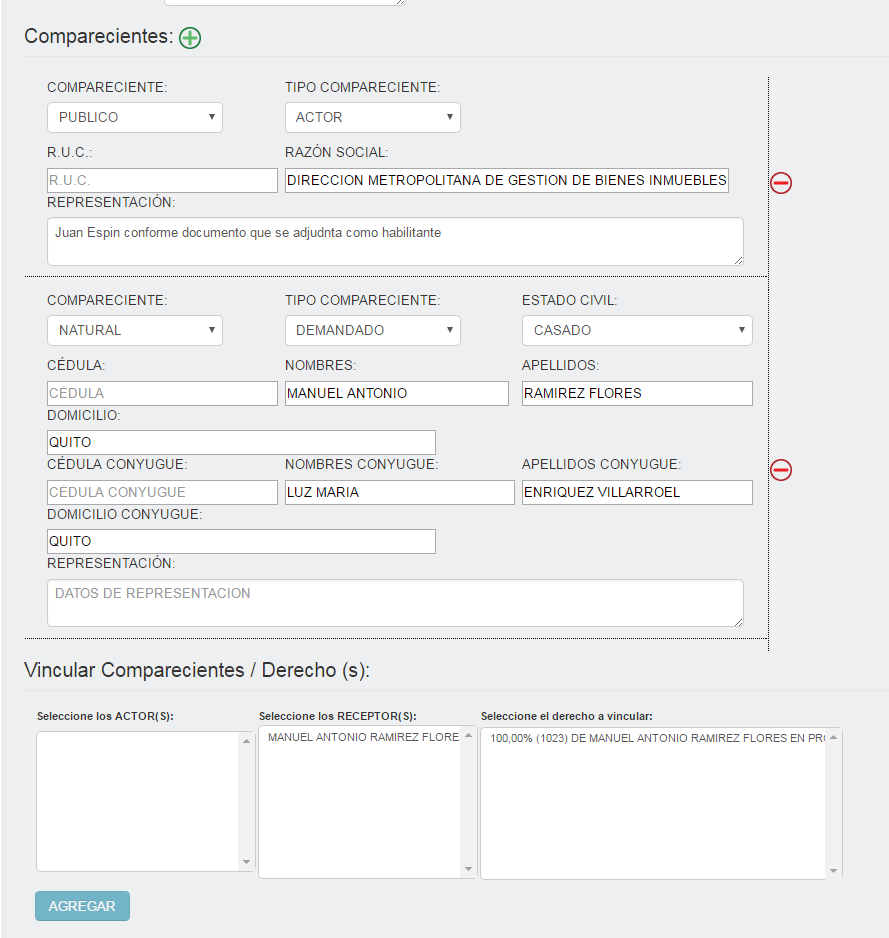 Comparecientes:
COMPARECIENTE: TIPO COMPARECIENTE:
PUBLICO ACTOR
R.U.C.: RAZÓN SOCIAL:
R.U.C. DIRECCION METROPOLITANA DE GESTION DE BIENES INMUEBLES
REPRESENTACIÓN:
Juan Espin conforme documento que se adjudnta como habilitante
COMPARECIENTE: TIPO COMPARECIENTE: ESTADO CIVIL:
NATURAL DEMANDADO CASADO
CÉDULA: NOMBRES: APELLIDOS:
CÉDULA MANUEL ANTONIO RAMIREZ FLORES
DOMICILIO:
QUITO
CÉDULA CONYUGUE: NOMBRES CONYUGUE: APELLIDOS CONYUGUE:
CÉDULA CONYUGUE LUZ MARIA ENRIQUEZ VILLARROEL
DOMICILIO CONYUGUE:
QUITO
REPRESENTACIÓN:
DATOS DE REPRESENTACION
Vincular Comparecientes / Derecho (s):
Seleccione los ACTOR(S): Seleccione los RECEPTOR(S): Seleccione el derecho a vincular:
MANUEL ANTONIO RAMIREZ FLORE 100,00% (1023) DE MANUEL ANTONIO RAMIREZ FLORES EN PR
AGREGAR